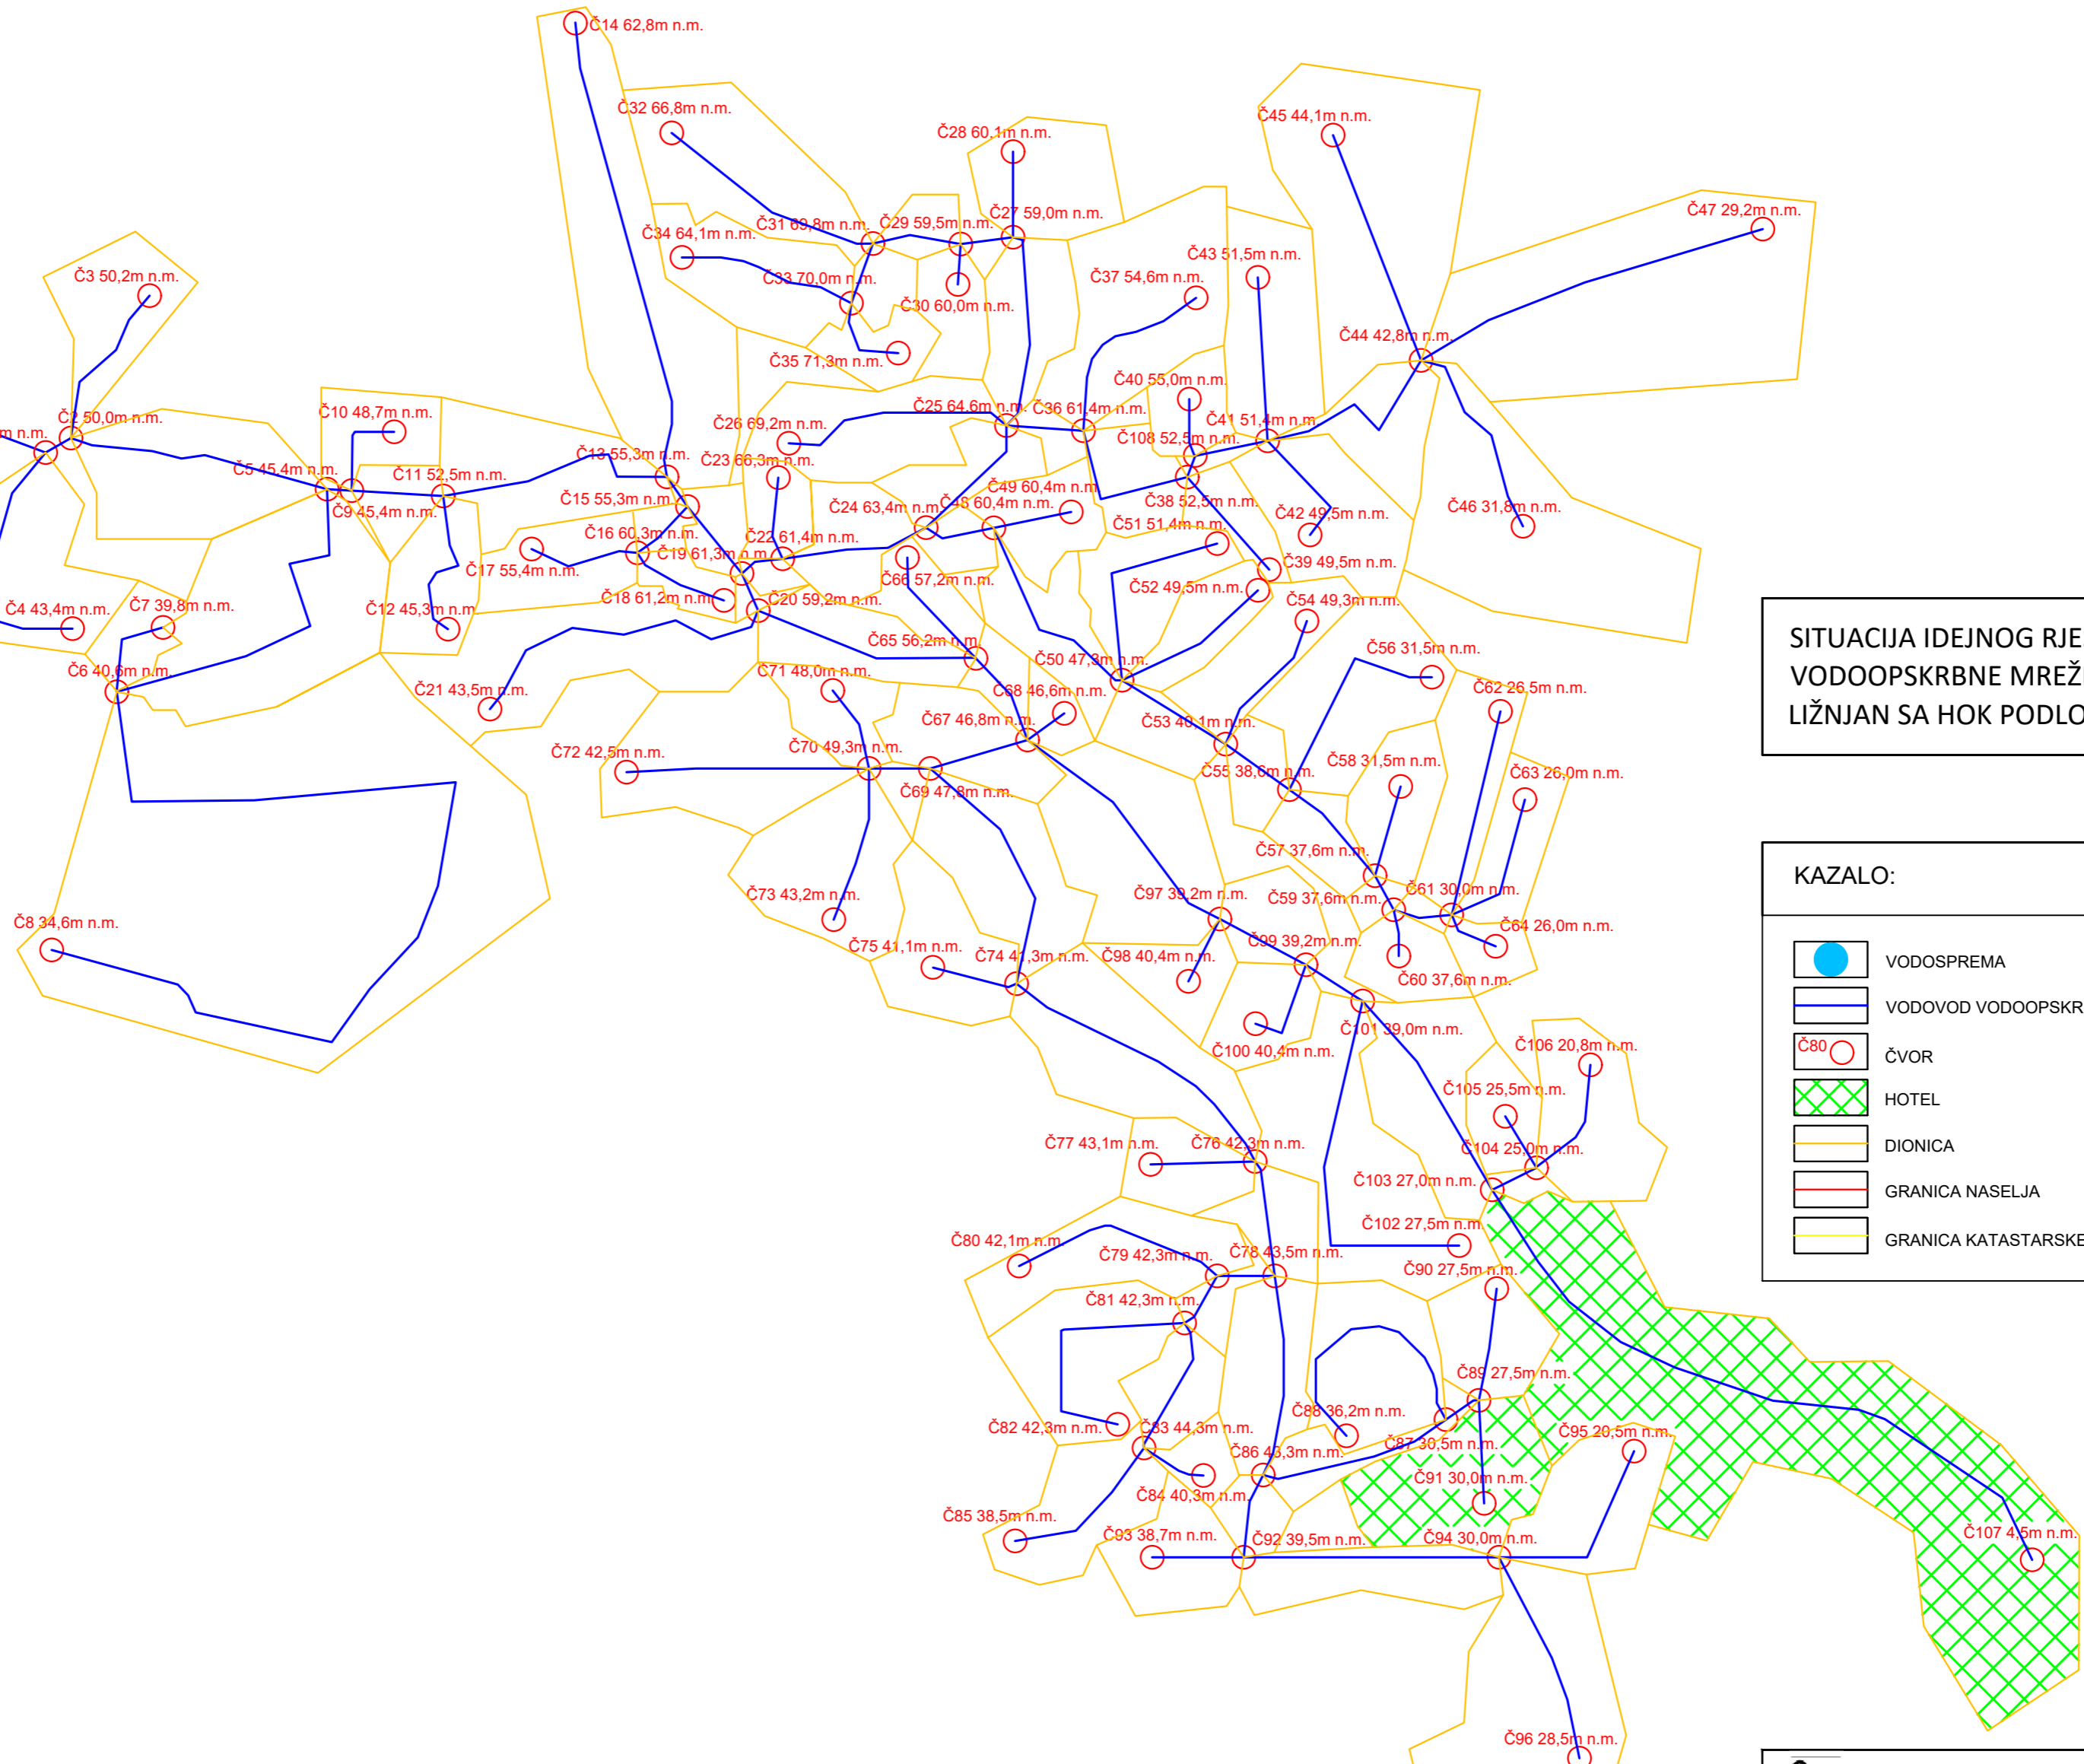 Č14 62,8m n.m.
Č32 66,8m n.m.
Č45 44,1m n.m.
Č28 60,1m n.m.
Č47 29,2m n.m.
Č27 59,0m n.m.
Č31 69,8m n.m.
Č29 59,5m n.m.
Č34 64,1m n.m.
Č43 51,5m n.m.
Č3 50,2m n.m.
Č33 70,0m n.m.
Č37 54,6m n.m.
Č30 60,0m n.m.
Č44 42,8m n.m.
Č35 71,3m n.m.
Č40 55,0m n.m.
Č10 48,7m n.m.
Č25 64,6m n.m.
Č36 61,4m n.m.
Č2 50,0m n.m.
Č41 51,4m n.m.
m n.m.
Č26 69,2m n.m.
Č108 52,5m n.m.
Č13 55,3m n.m.
Č23 66,3m n.m.
Č5 45,4m n.m.
Č11 52,5m n.m.
Č49 60,4m n.m
Č15 55,3m n.m.
Č9 45,4m n.m.
Č24 63,4m n.m.
Č48 60,4m n.m.
Č38 52,5m n.m.
Č42 49,5m n.m.
Č46 31,8m n.m.
Č51 51,4m n.m.
Č16 60,3m n.m.
Č22 61,4m n.m.
Č19 61,3m n.m.
Č39 49,5m n.m.
Č17 55,4m n.m.
Č66 57,2m n.m.
Č52 49,5m n.m.
Č18 61,2m n.m.
Č20 59,2m n.m.
Č54 49,3m n.m.
Č4 43,4m n.m.
Č7 39,8m n.m.
Č12 45,3m n.m.
SITUACIJA IDEJNOG RJE
VODOOPSKRBNE MREŽ
LIŽNJAN SA HOK PODLO
Č65 56,2m n.m.
Č56 31,5m n.m.
Č50 47,3m n.m.
Č6 40,6m n.m.
Č71 48,0m n.m.
Č21 43,5m n.m.
Č68 46,6m n.m.
Č62 26,5m n.m.
Č67 46,8m n.m.
Č53 40,1m n.m.
Č72 42,5m n.m.
Č70 49,3m n.m.
Č55 38,6m n.m.
Č58 31,5m n.m.
Č63 26,0m n.m.
Č69 47,8m n.m.
Č57 37,6m n.m.
KAZALO:
Č73 43,2m n.m.
Č97 39,2m n.m.
Č59 37,6m n.m.
Č61 30,0m n.m.
Č8 34,6m n.m.
Č64 26,0m n.m.
Č75 41,1m n.m.
Č74 41,3m n.m.
Č98 40,4m n.m.
Č99 39,2m n.m.
Č60 37,6m n.m.
VODOSPREMA
VODOVOD VODOOPSKR
Č80
ČVOR
HOTEL
DIONICA
GRANICA NASELJA
GRANICA KATASTARSKE
Č101 39,0m n.m.
Č100 40,4m n.m.
Č106 20,8m n.m.
Č105 25,5m n.m.
Č77 43,1m n.m.
Č76 42,3m n.m.
Č104 25,0m n.m.
Č103 27,0m n.m.
Č102 27,5m n.m
Č80 42,1m n.m.
Č79 42,3m n.m.
Č78 43,5m n.m.
Č90 27,5m n.m.
Č81 42,3m n.m.
Č89 27,5m n.m.
Č82 42,3m n.m.
Č83 44,3m n.m.
Č88 36,2m n.m.
Č87 30,5m n.m.
Č95 20,5m n.m.
Č91 30,0m n.m.
Č84 40,3m n.m.
Č85 38,5m n.m.
Č93 38,7m n.m.
Č92 39,5m n.m.
Č94 30,0m n.m.
Č107 4,5m n.m.
Č96 28,5m n.m.